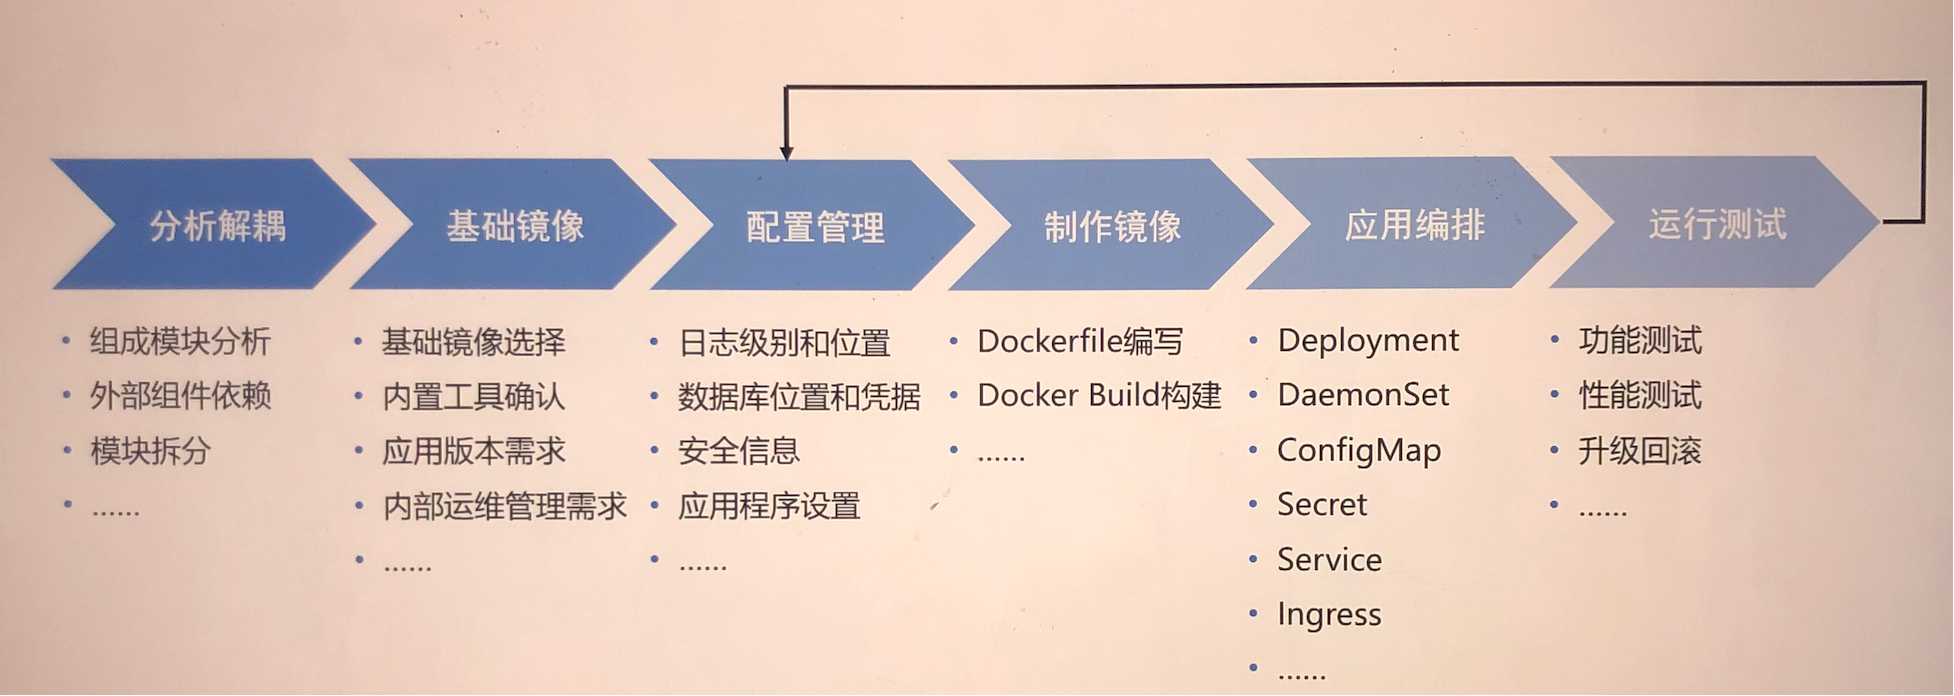 分析解耦
基础镜像
配置管理
制作镜像
应用编排
运行测试
• 组成模块分析
• 外部组件依赖
• 模块拆分
• ......
• 基础镜像选择
• 内置工具确认
• 应用版本需求
• 内部运维管理需求
• ......
• 日志级别和位置
• 数据库位置和凭据
• 安全信息
• 应用程序设置
• ......
• Dockerfile编写
• Docker Build构建
• ......
• Deployment
• DaemonSet
• ConfigMap
• Secret
• Service
• Ingress
• ......
• 功能测试
• 性能测试
• 升级回滚
• ......